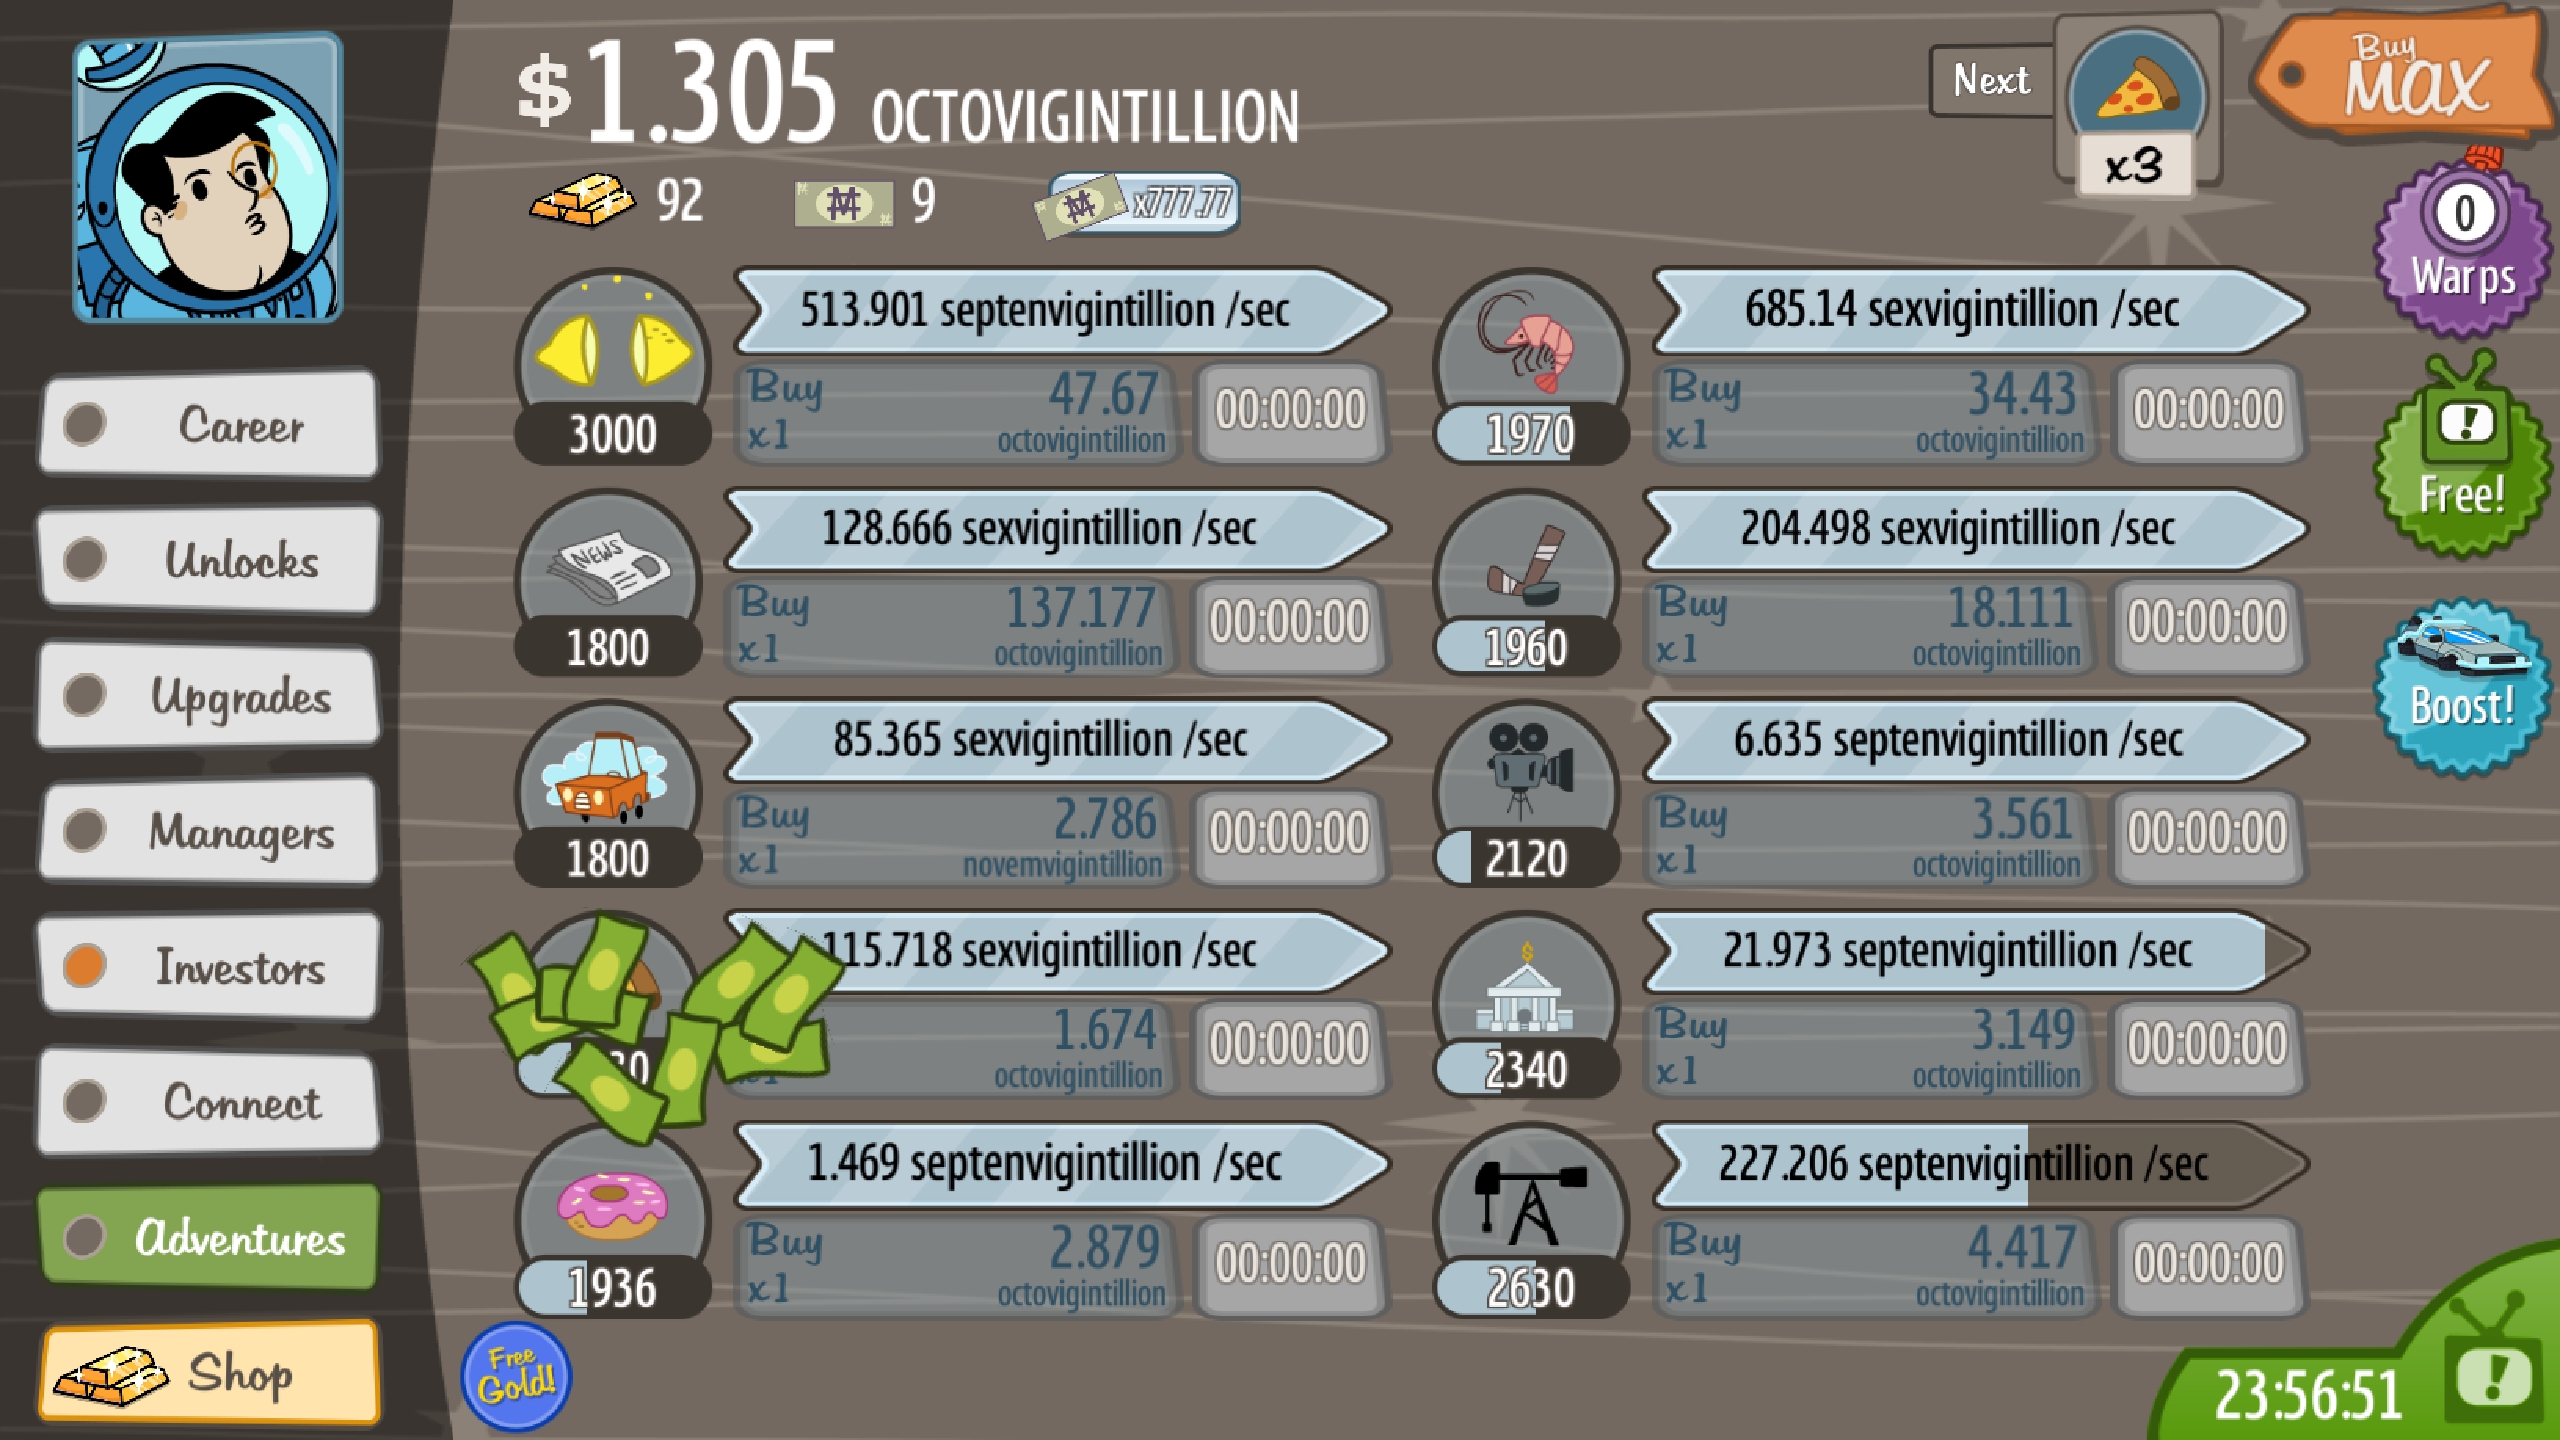 $1.305 OCTOVIGINTILLION
Next
x3
Buy
MAX
92
9
x777.77
0
Warps
Free!
Boost!
Career
Unlocks
Upgrades
Managers
Investors
Connect
Adventures
Shop
513.901 septenvigintillion /sec
Buy 47.67
x1 octovigintillion
00:00:00
3000
NEWS
128.666 sexvigintillion /sec
Buy 137.177
x1 octovigintillion
00:00:00
1800
85.365 sexvigintillion /sec
Buy 2.786
x1 novemvigintillion
00:00:00
1800
115.718 sexvigintillion /sec
1.674
octovigintillion
00:00:00
1.469 septenvigintillion /sec
Buy 2.879
x1 octovigintillion
00:00:00
1936
685.14 sexvigintillion /sec
Buy 34.43
x1 octovigintillion
00:00:00
1970
204.498 sexvigintillion /sec
Buy 18.111
x1 octovigintillion
00:00:00
1960
6.635 septenvigintillion /sec
Buy 3.561
x1 octovigintillion
00:00:00
2120
21.973 septenvigintillion /sec
Buy 3.149
x1 octovigintillion
00:00:00
2340
227.206 septenvigintillion /sec
Buy 4.417
x1 octovigintillion
00:00:00
2630
Free
Gold!
23:56:51